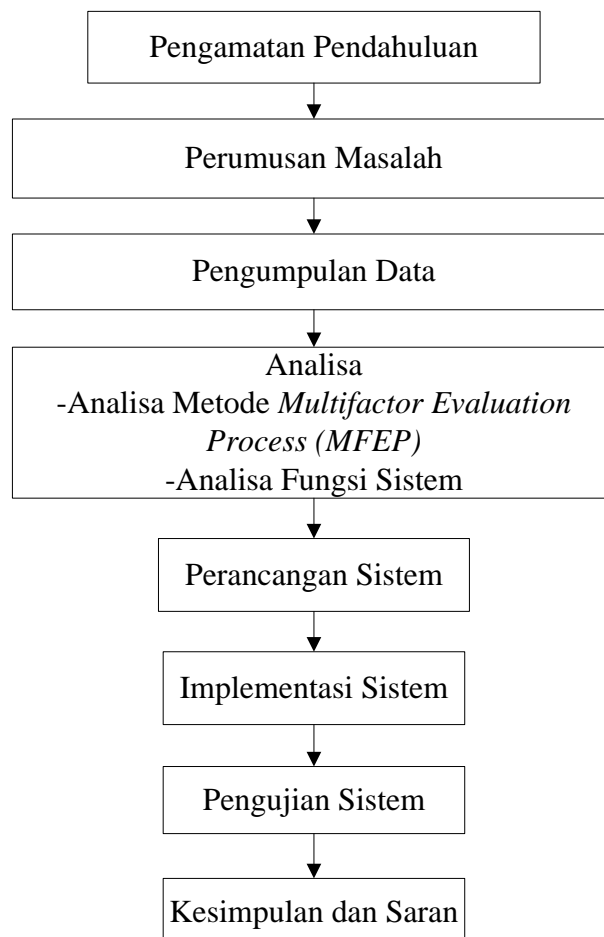 Pengamatan Pendahuluan
Perumusan Masalah
Pengumpulan Data
Analisa
-Analisa Metode Multifactor Evaluation
Process (MFEP)
-Analisa Fungsi Sistem
Perancangan Sistem
Implementasi Sistem
Pengujian Sistem
Kesimpulan dan Saran